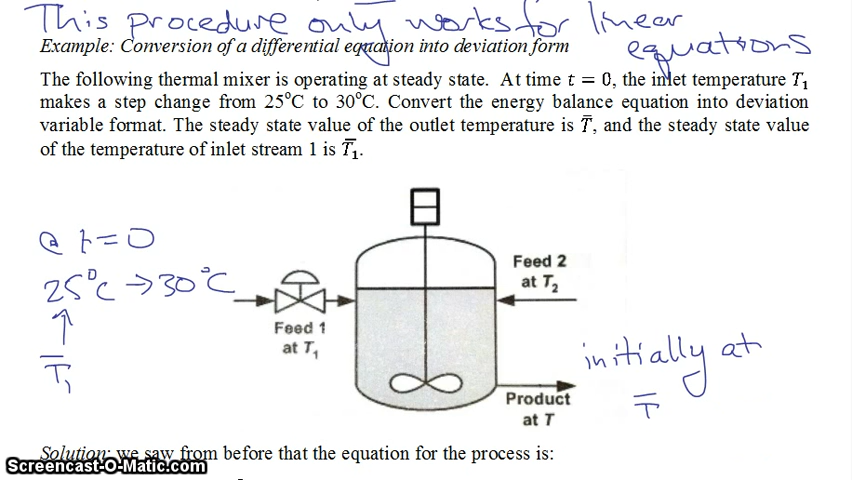 This procedure only works for linear
equations
Example: Conversion of a differential equation into deviation form
The following thermal mixer is operating at steady state. At time t = 0, the inlet temperature T₁
makes a step change from 25°C to 30°C. Convert the energy balance equation into deviation
variable format. The steady state value of the outlet temperature is T̅, and the steady state value
of the temperature of inlet stream 1 is T̅₁.
@ t=0
25°C → 30°C
T̅₁
Feed 1
at T₁
Feed 2
at T₂
Product
at T
initially at
T̅
Solution: we saw from before that the equation for the process is:
Screencast-O-Matic.com